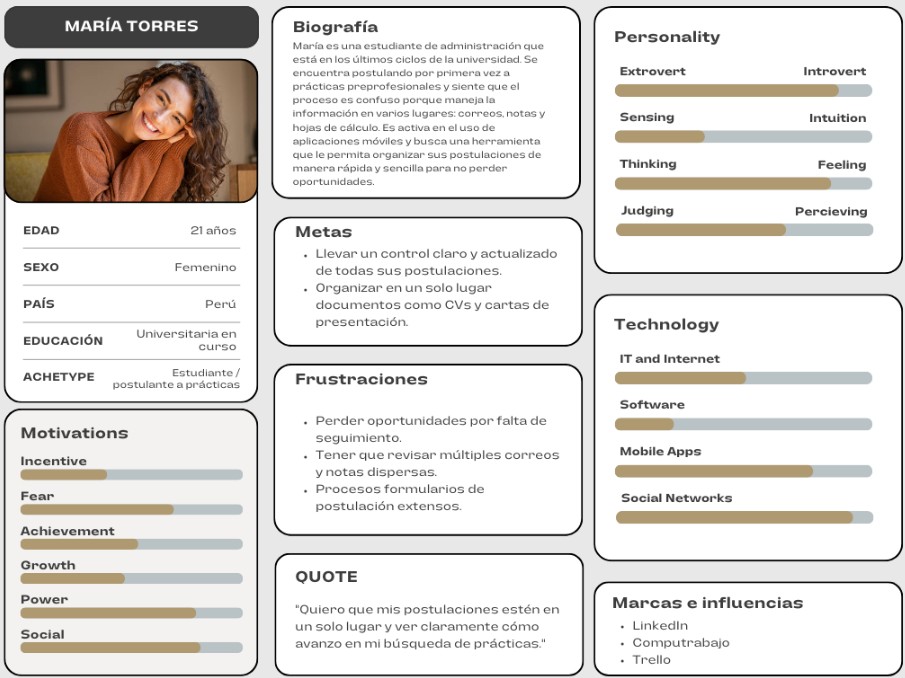 MARÍA TORRES
EDAD 21 años
SEXO Femenino
PAÍS Perú
EDUCACIÓN Universitaria en
curso
ACHETYPE Estudiante /
postulante a prácticas
Motivations
Incentive
Fear
Achievement
Growth
Power
Social
Biografía
María es una estudiante de administración que
está en los últimos ciclos de la universidad. Se
encuentra postulando por primera vez a
prácticas preprofesionales y siente que el
proceso es confuso porque maneja la
información en varios lugares: correos, notas y
hojas de cálculo. Es activa en el uso de
aplicaciones móviles y busca una herramienta
que le permita organizar sus postulaciones de
manera rápida y sencilla para no perder
oportunidades.
Metas
• Llevar un control claro y actualizado
de todas sus postulaciones.
• Organizar en un solo lugar
documentos como CVs y cartas de
presentación.
Frustraciones
• Perder oportunidades por falta de
seguimiento.
• Tener que revisar múltiples correos
y notas dispersas.
• Procesos formularios de
postulación extensos.
QUOTE
"Quiero que mis postulaciones estén en
un solo lugar y ver claramente cómo
avanzo en mi búsqueda de prácticas."
Personality
Extrovert Introvert
Sensing Intuition
Thinking Feeling
Judging Percieving
Technology
IT and Internet
Software
Mobile Apps
Social Networks
Marcas e influencias
• LinkedIn
• Computrabajo
• Trello